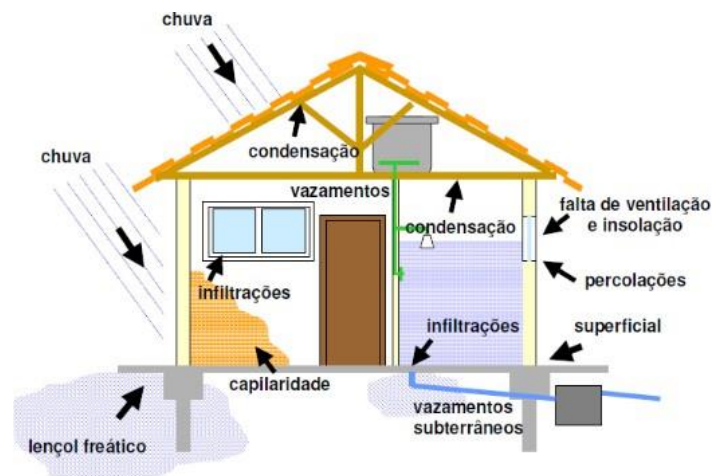 chuva
condensação
chuva
vazamentos
condensação
falta de ventilação
e insolação
infiltrações
percolações
infiltrações
superficial
capilaridade
lençol freático
vazamentos
subterrâneos